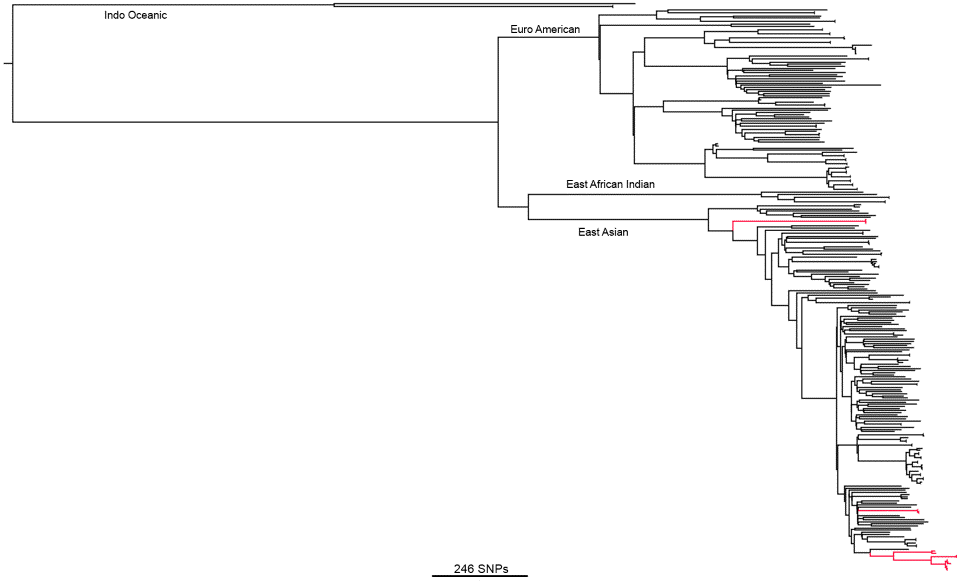 Indo Oceanic
Euro American
East African Indian
East Asian
246 SNPs